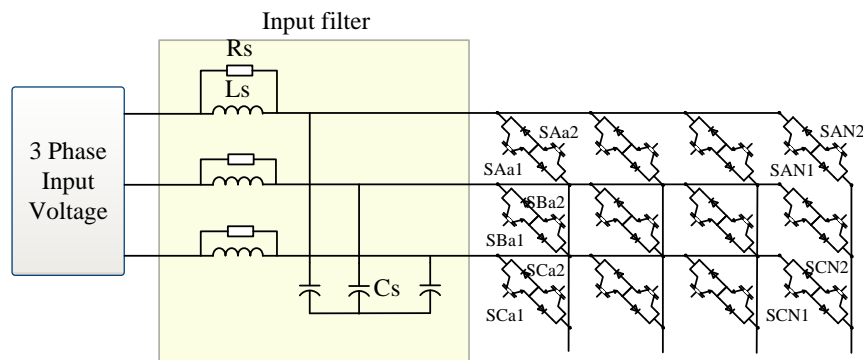 Input filter
Rs
Ls
3 Phase
Input
Voltage
Cs
SAa2
SAa1
SBa2
SBa1
SCa2
SCa1
SAN2
SAN1
SCN2
SCN1